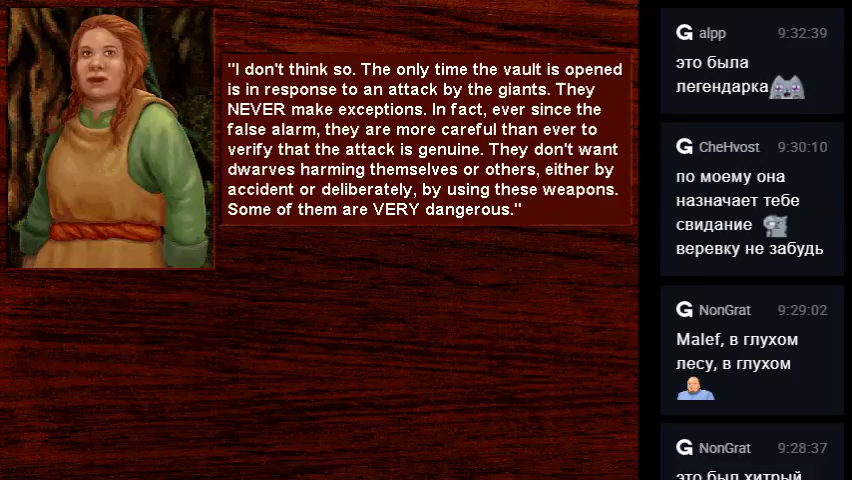 "I don't think so. The only time the vault is opened
is in response to an attack by the giants. They
NEVER make exceptions. In fact, ever since the
false alarm, they are more careful than ever to
verify that the attack is genuine. They don't want
dwarves harming themselves or others, either by
accident or deliberately, by using these weapons.
Some of them are VERY dangerous."
G alpp 9:32:39
это была
легендарка
G CheHvost 9:30:10
по моему она
назначает тебе
свидание
веревку не забудь
G NonGrat 9:29:02
Malef, в глухом
лесу, в глухом
G NonGrat 9:28:37
это был хитрый